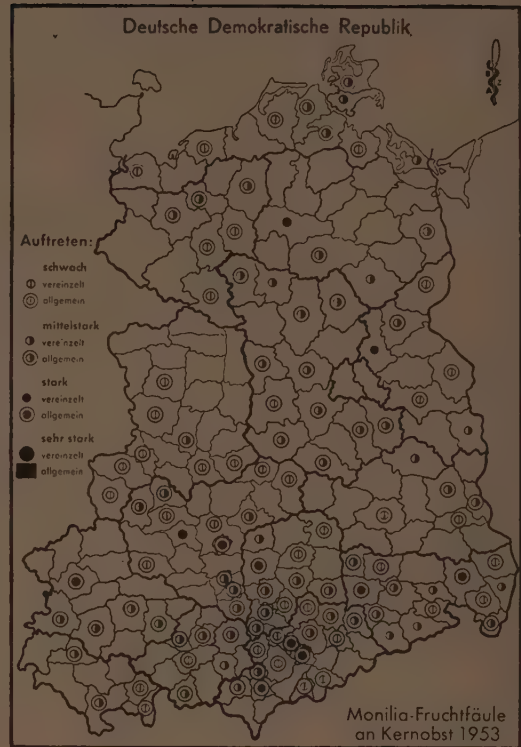 Deutsche Demokratische Republik
Auftreten:
schwach
vereinzelt
allgemein
mittelstark
vereinzelt
allgemein
stark
vereinzelt
allgemein
sehr stark
vereinzelt
allgemein
Monilia-Fruchtfäule
an Kernobst 1953